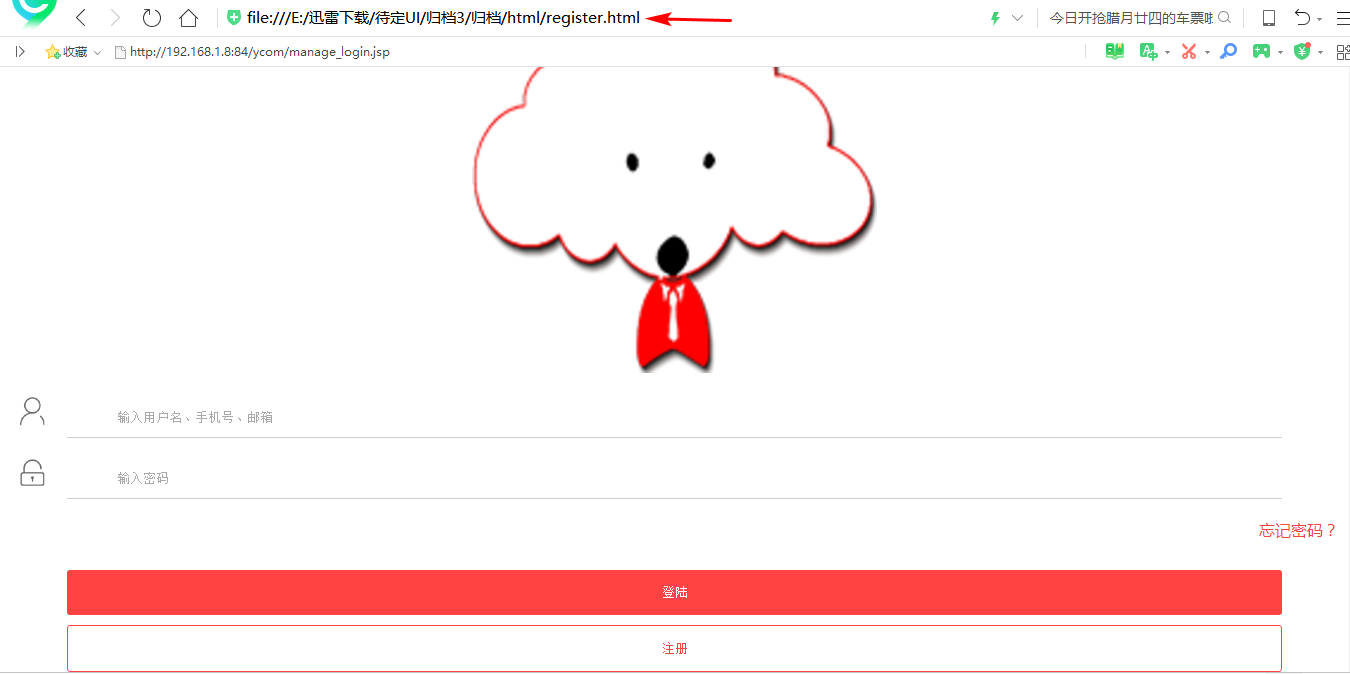 file:///E:/迅雷下载/待定UI/归档3/归档/html/register.html
今日开抢腊月廿四的车票啦
收藏
http://192.168.1.8:84/ycom/manage_login.jsp
输入用户名、手机号、邮箱
输入密码
忘记密码？
登陆
注册